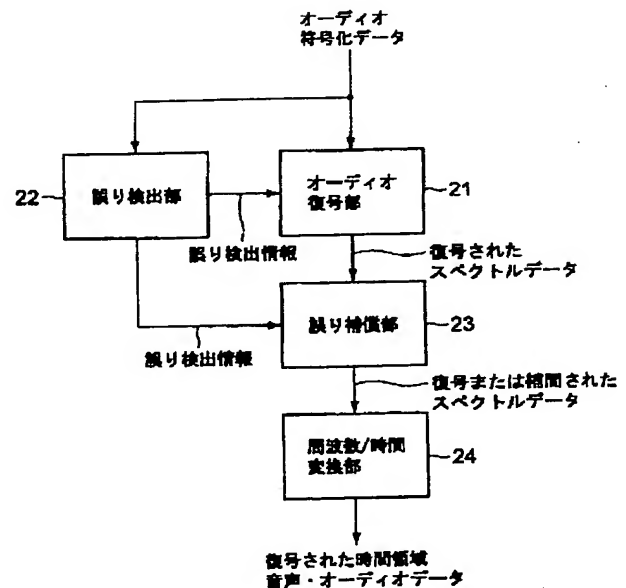 オーディオ
符号化データ
22
誤り検出部
オーディオ
復号部
21
誤り検出情報
復号された
スペクトルデータ
誤り補償部
23
誤り検出情報
復号または補間された
スペクトルデータ
周波数/時間
変換部
24
復号された時間領域
音声・オーディオデータ